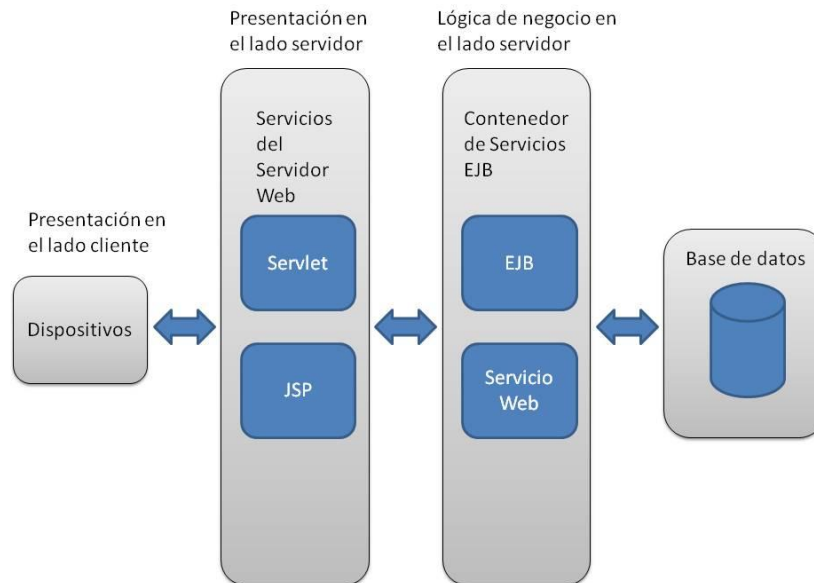 Presentación en
el lado servidor
Lógica de negocio en
el lado servidor
Servicios
del
Servidor
Web
Contenedor
de Servicios
EJB
Presentación en
el lado cliente
Servlet
EJB
Base de datos
Dispositivos
JSP
Servicio
Web